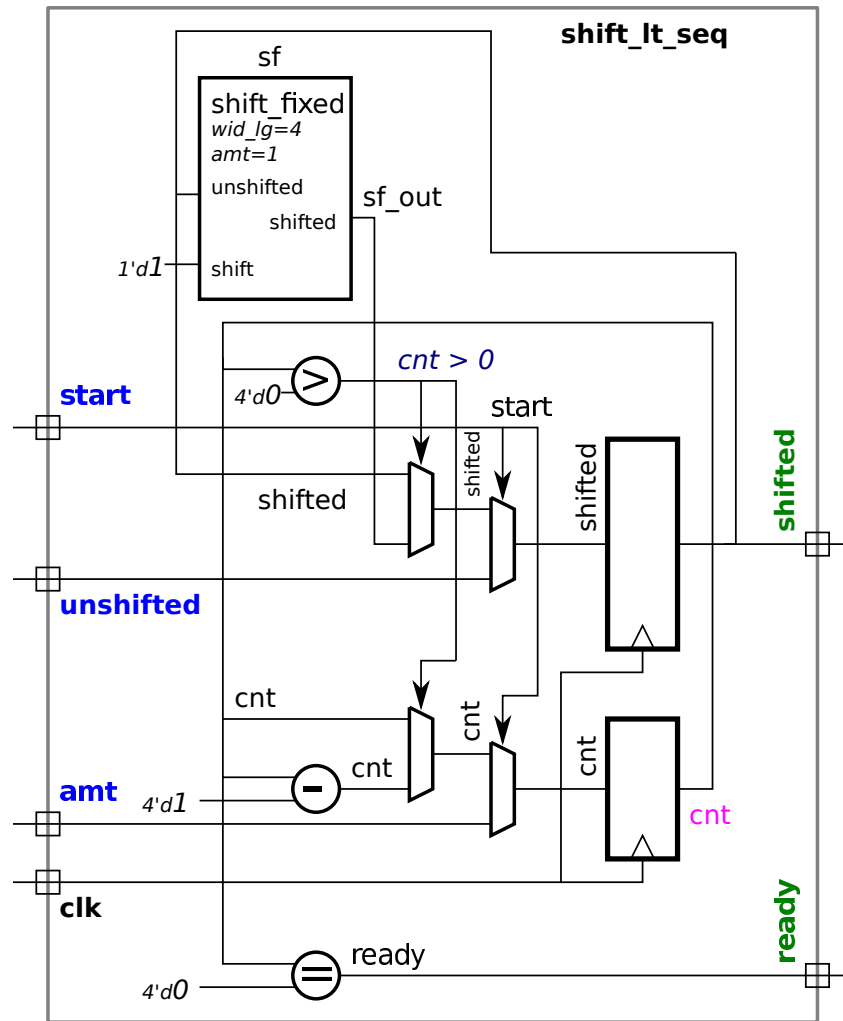 shift_lt_seq
sf
shift_fixed
wid_lg=4
amt=1
unshifted
sf_out
shifted
1'd1
shift
cnt > 0
start
4'd0
start
shifted
shifted
shifted
shifted
unshifted
cnt
cnt
cnt
cnt
amt
4'd1
cnt
clk
ready
ready
4'd0